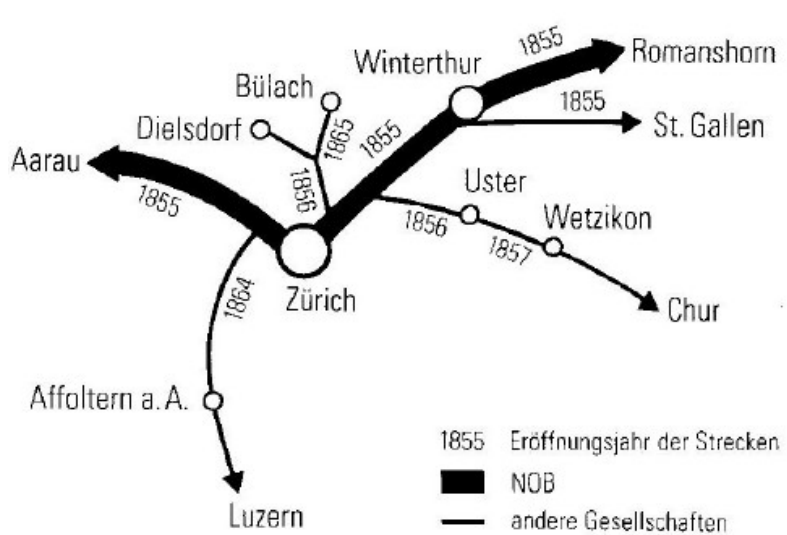 1855
Romanshorn
Winterthur
Bülach
1855
Dielsdorf
1865
1855
St. Gallen
Aarau
1855
1856
Uster
1856
Wetzikon
1857
1864
Zürich
Chur
Affoltern a. A.
1855 Eröffnungsjahr der Strecken
NOB
andere Gesellschaften
Luzern